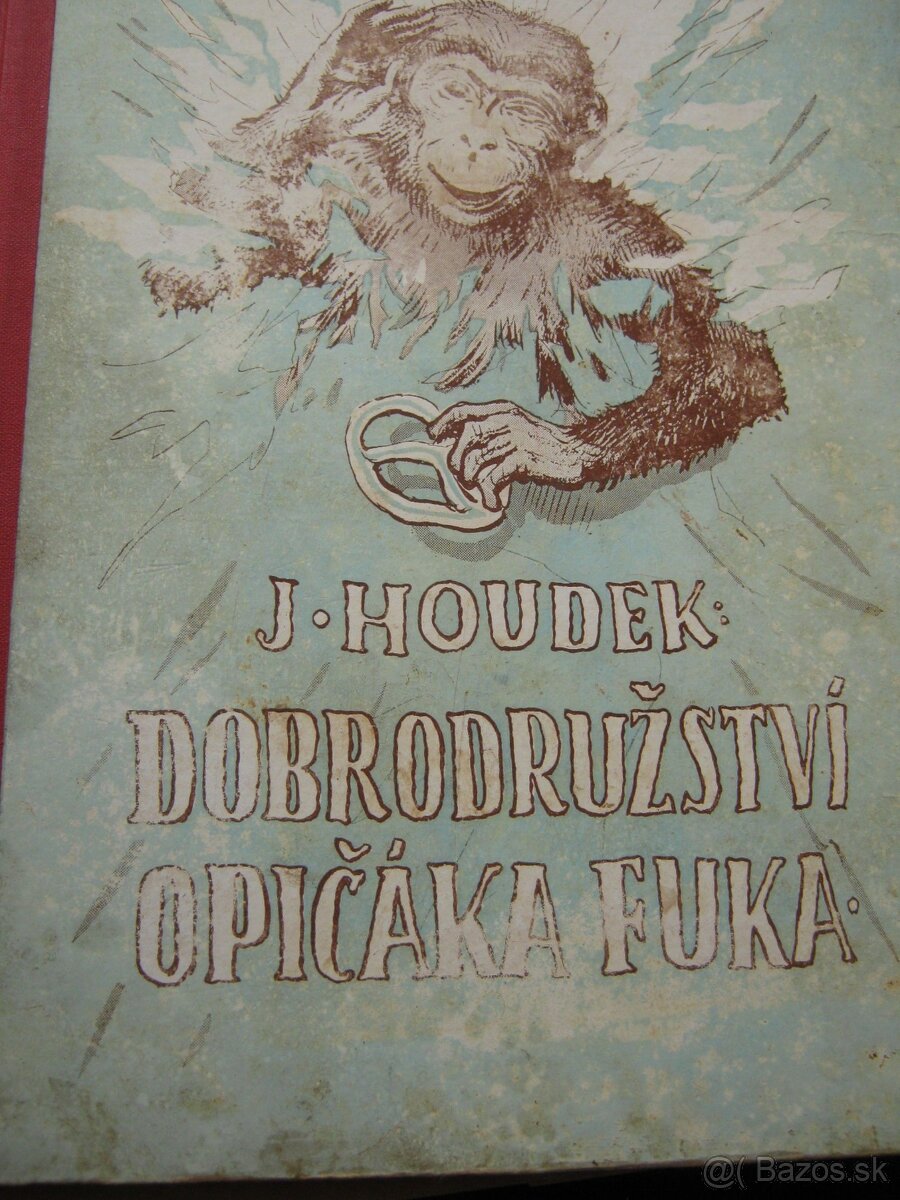 J. HOUDEK:
DOBRODRUŽSTVÍ
OPIČÁKA FUKA.
@( Bazos.sk